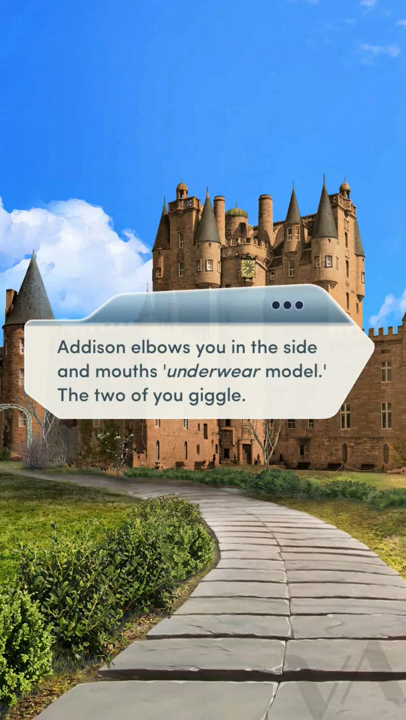 Addison elbows you in the side
and mouths 'underwear model.'
The two of you giggle.